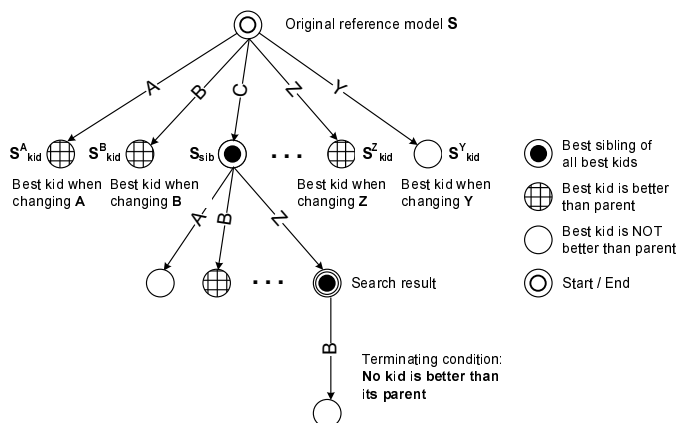 Original reference model S
A
B
C
Z
Y
S^A_kid
S^B_kid
S_sib
...
S^Z_kid
S^Y_kid
Best kid when
changing A
Best kid when
changing B
Best kid when
changing Z
Best kid when
changing Y
Best sibling of
all best kids
Best kid is better
than parent
Best kid is NOT
better than parent
Start / End
A
B
Z
...
Search result
B
Terminating condition:
No kid is better than
its parent